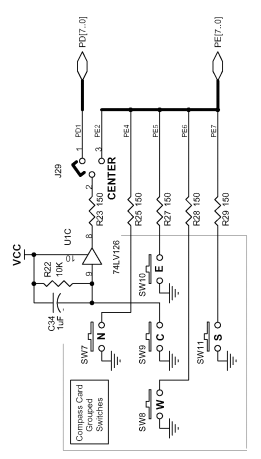 PD[7..0]
PE[7..0]
PD1
PE2
PE4
PE5
PE6
PE7
J29
1
3
2
CENTER
R23 150
R25 150
R27 150
R28 150
R29 150
VCC
U1C
10
9
8
74LV126
R22
10K
C34
1uF
SW7
N
SW10
E
SW9
C
SW8
W
SW11
S
Compass Card
Grouped
Switches